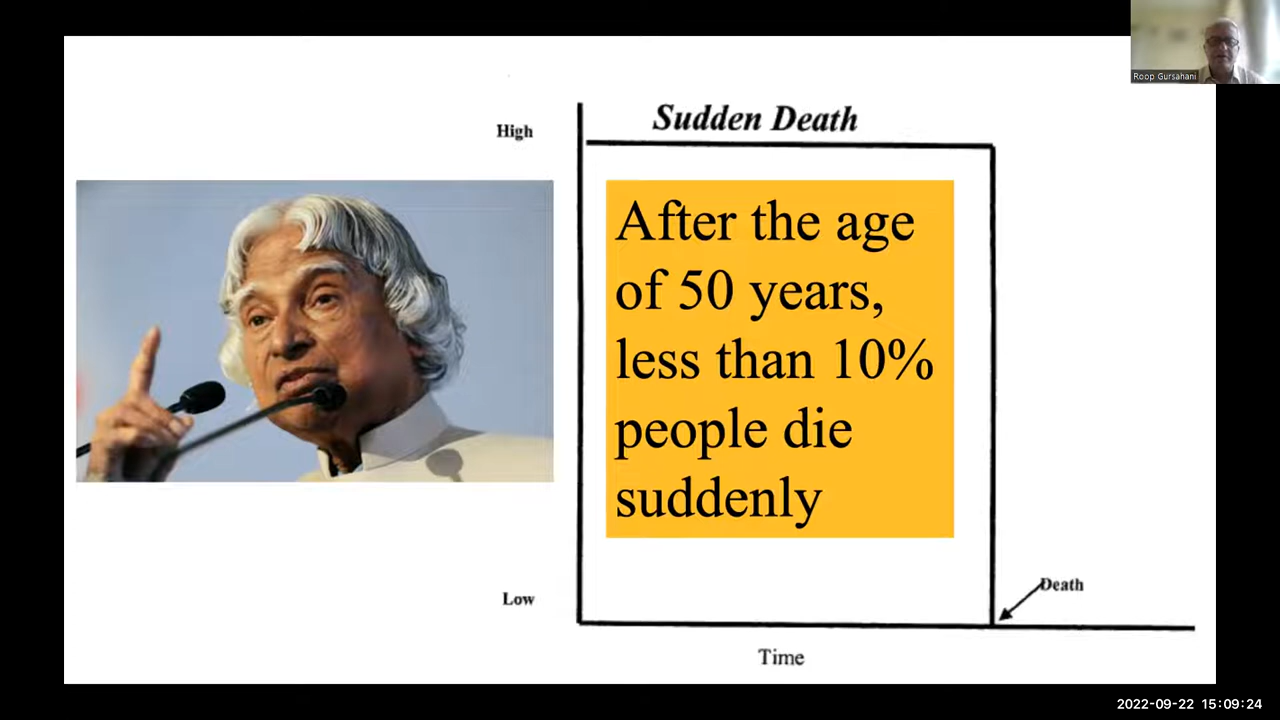 Roop Gursahani
Sudden Death
High
After the age
of 50 years,
less than 10%
people die
suddenly
Low
Death
Time
2022-09-22 15:09:24